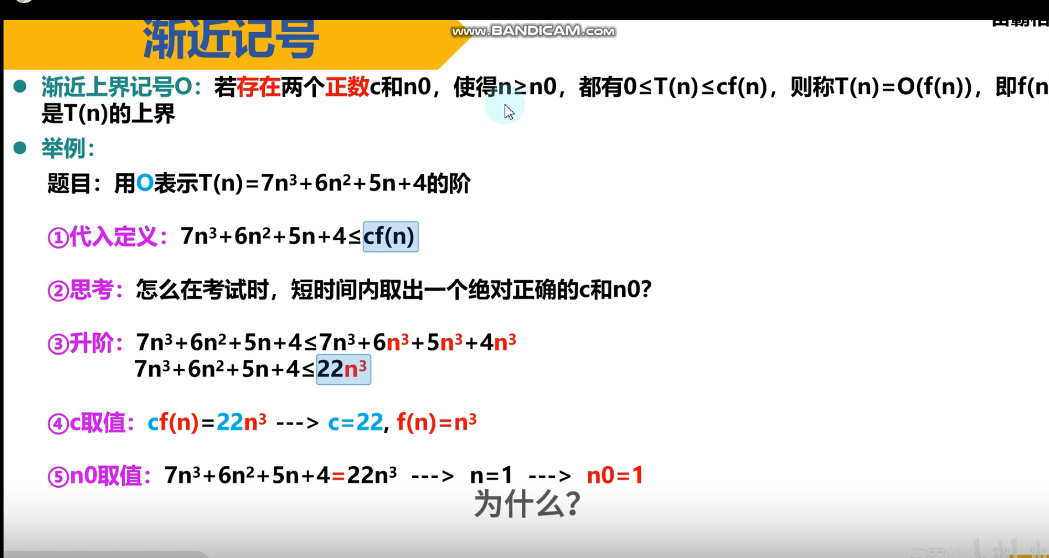 www.BANDICAM.com
渐近记号
渐近上界记号O：若存在两个正数c和n0，使得n≥n0，都有0≤T(n)≤cf(n)，则称T(n)=O(f(n))，即f(n
是T(n)的上界
举例：
题目：用O表示T(n)=7n³+6n²+5n+4的阶
①代入定义：7n³+6n²+5n+4≤cf(n)
②思考：怎么在考试时，短时间内取出一个绝对正确的c和n0？
③升阶：7n³+6n²+5n+4≤7n³+6n³+5n³+4n³
7n³+6n²+5n+4≤22n³
④c取值：cf(n)=22n³ ---> c=22, f(n)=n³
⑤n0取值：7n³+6n²+5n+4=22n³ ---> n=1 ---> n0=1
为什么？